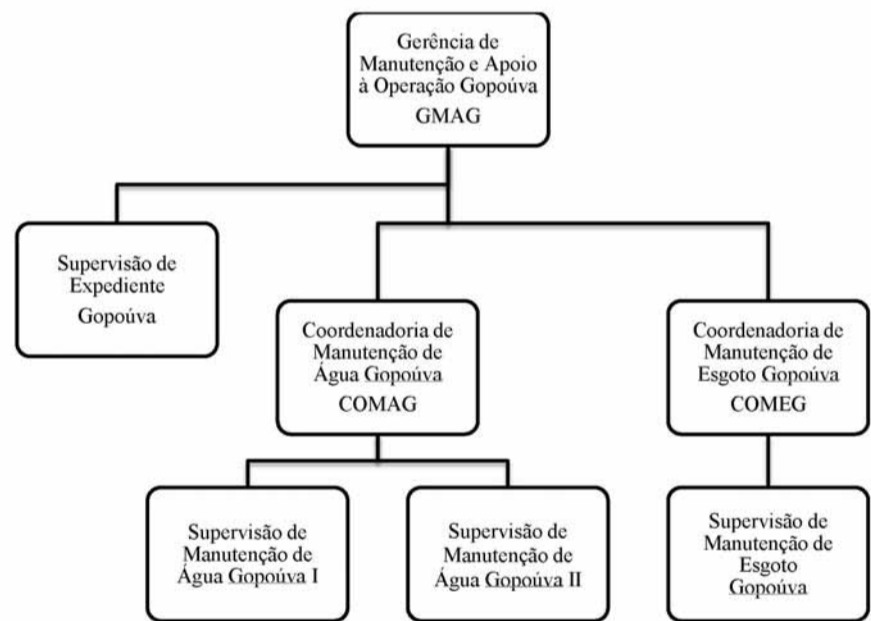 Gerência de
Manutenção e Apoio
à Operação Gopoúva
GMAG
Supervisão de
Expediente
Gopoúva
Coordenadoria de
Manutenção de
Água Gopoúva
COMAG
Coordenadoria de
Manutenção de
Esgoto Gopoúva
COMEG
Supervisão de
Manutenção de
Água Gopoúva I
Supervisão de
Manutenção de
Água Gopoúva II
Supervisão de
Manutenção de
Esgoto
Gopoúva